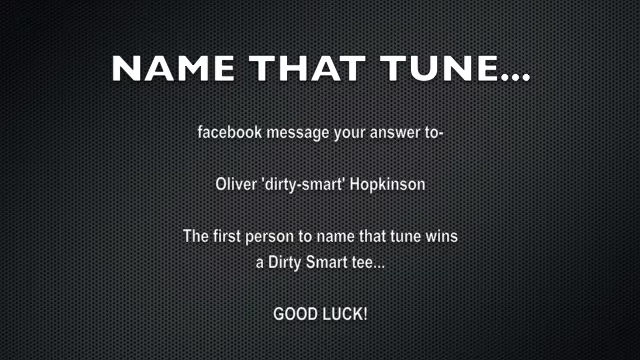 NAME THAT TUNE...
facebook message your answer to-
Oliver 'dirty-smart' Hopkinson
The first person to name that tune wins
a Dirty Smart tee...
GOOD LUCK!